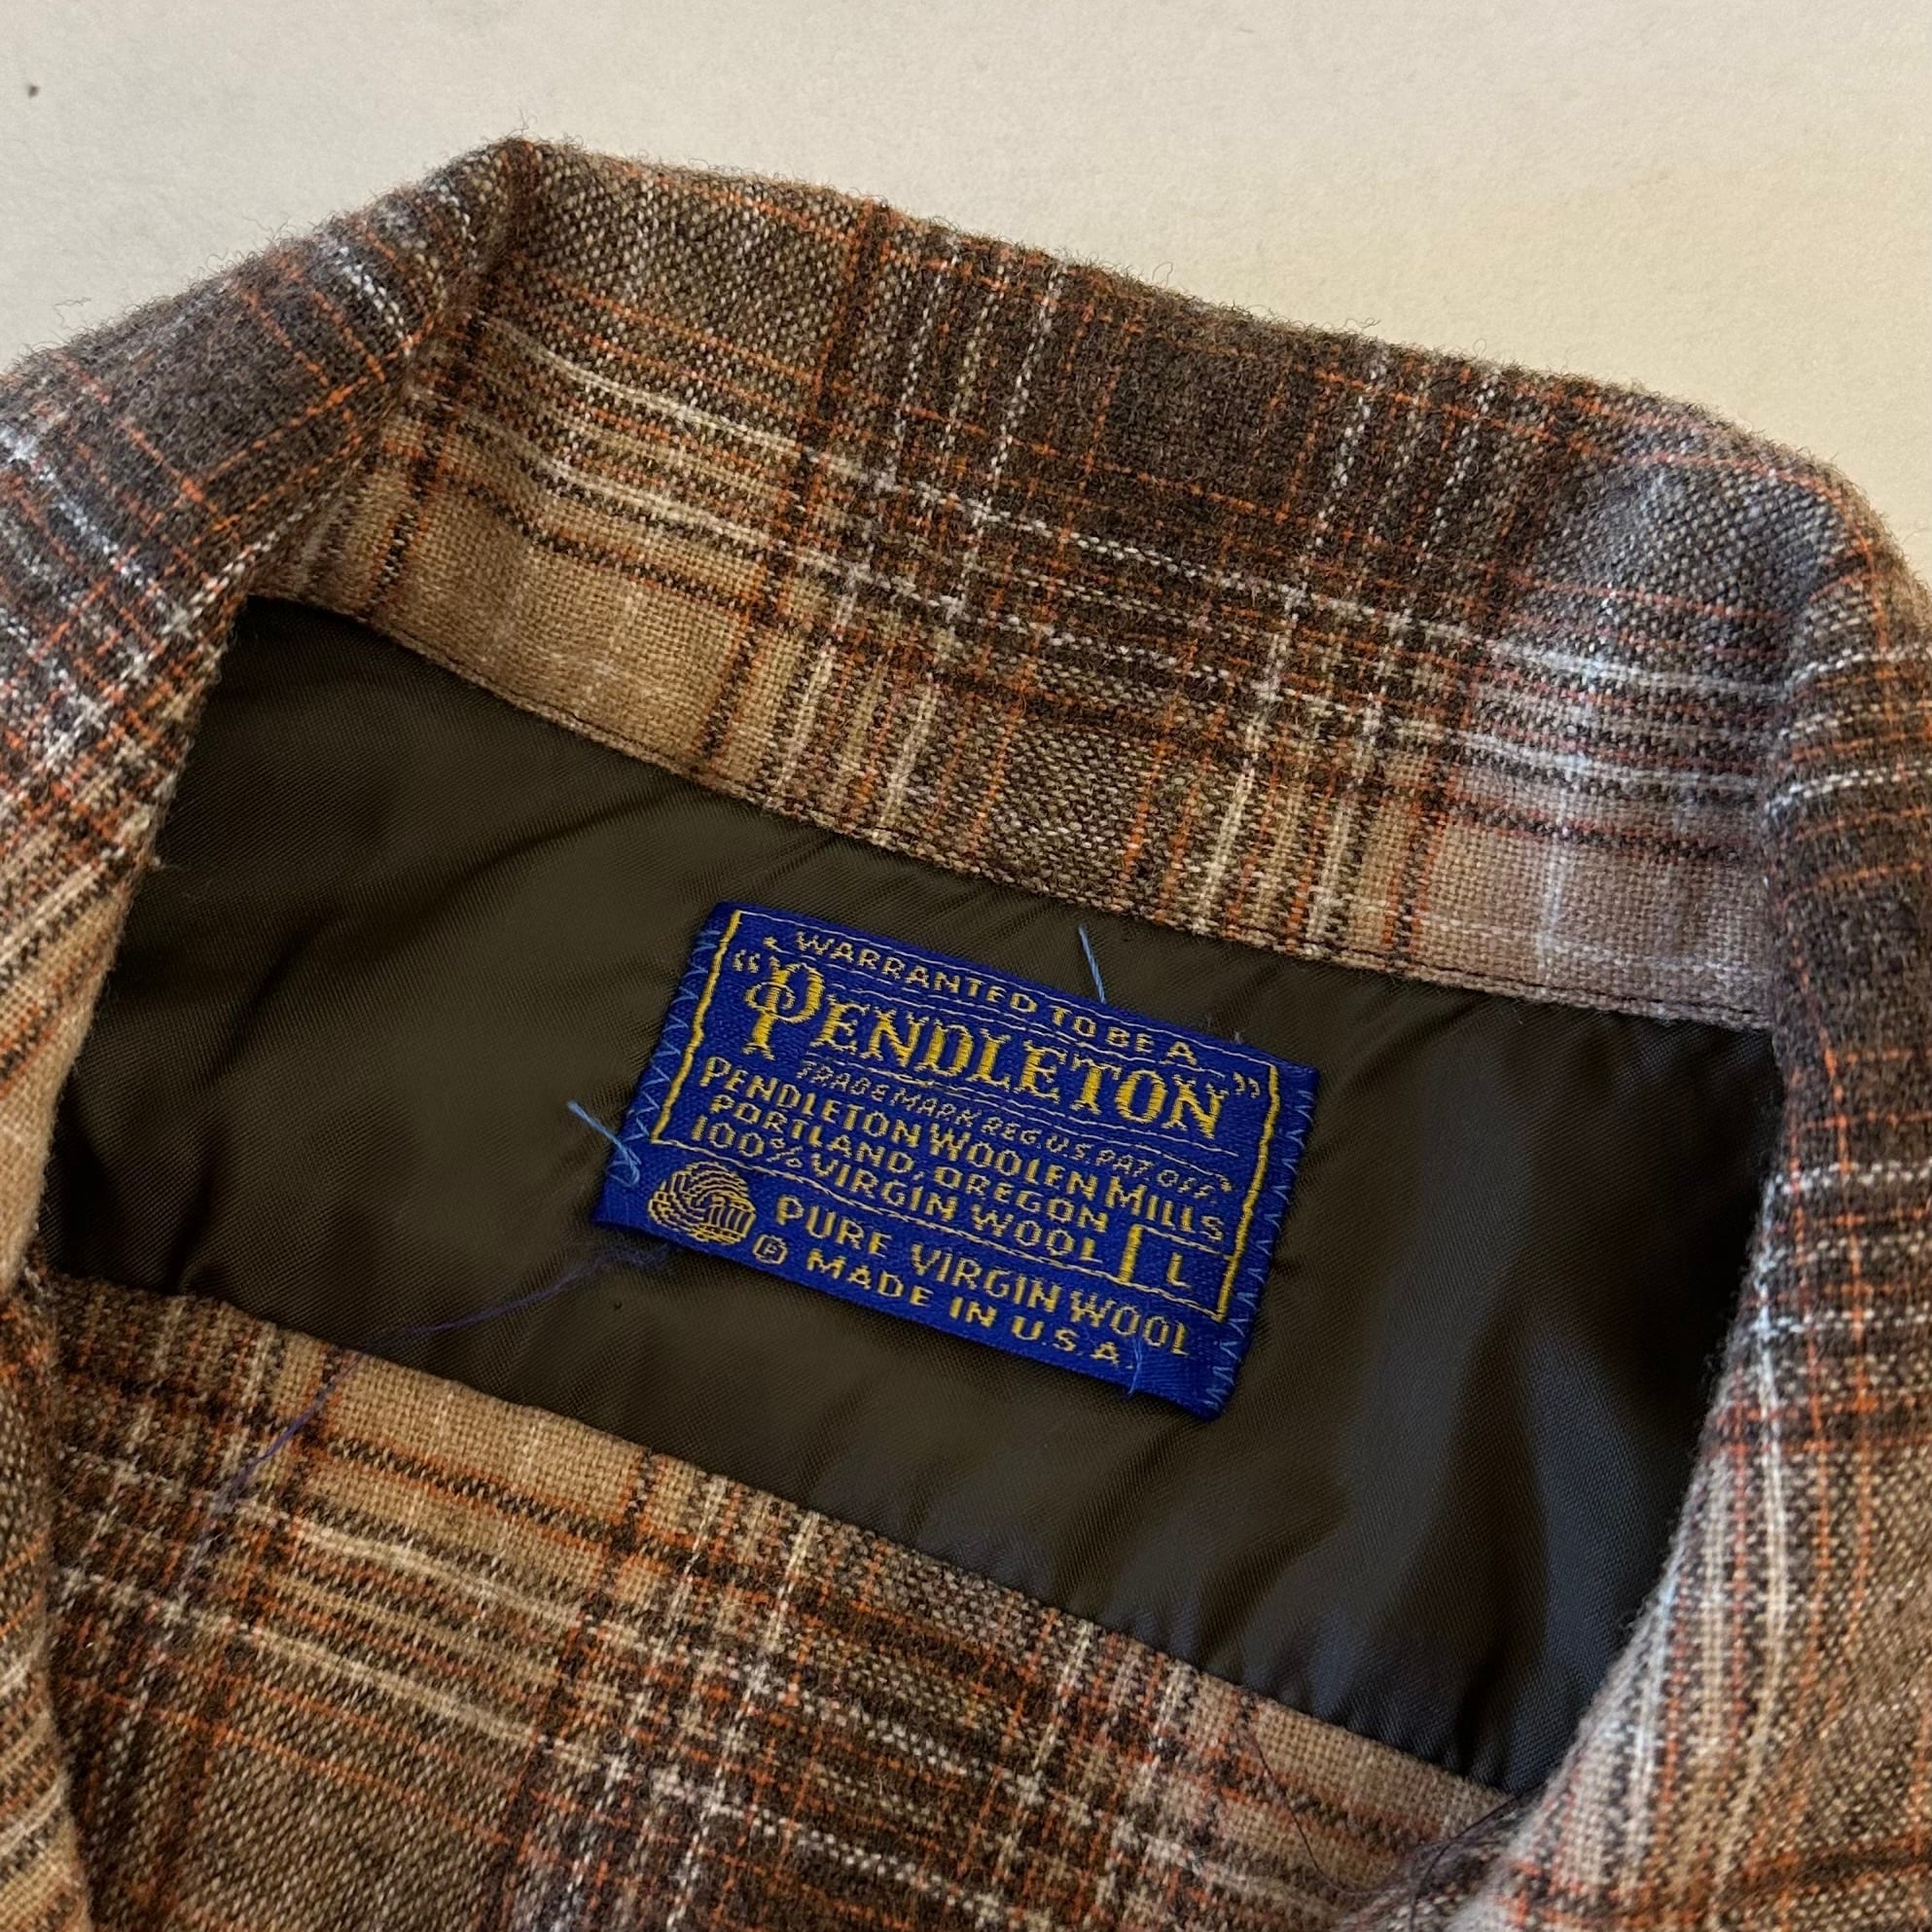 WARRANTED TO BE A
"PENDLETON"
TRADE MARK REG. U.S. PAT. OFF.
PENDLETON WOOLEN MILLS
PORTLAND, OREGON
100% VIRGIN WOOL L
PURE VIRGIN WOOL
® MADE IN U.S.A.